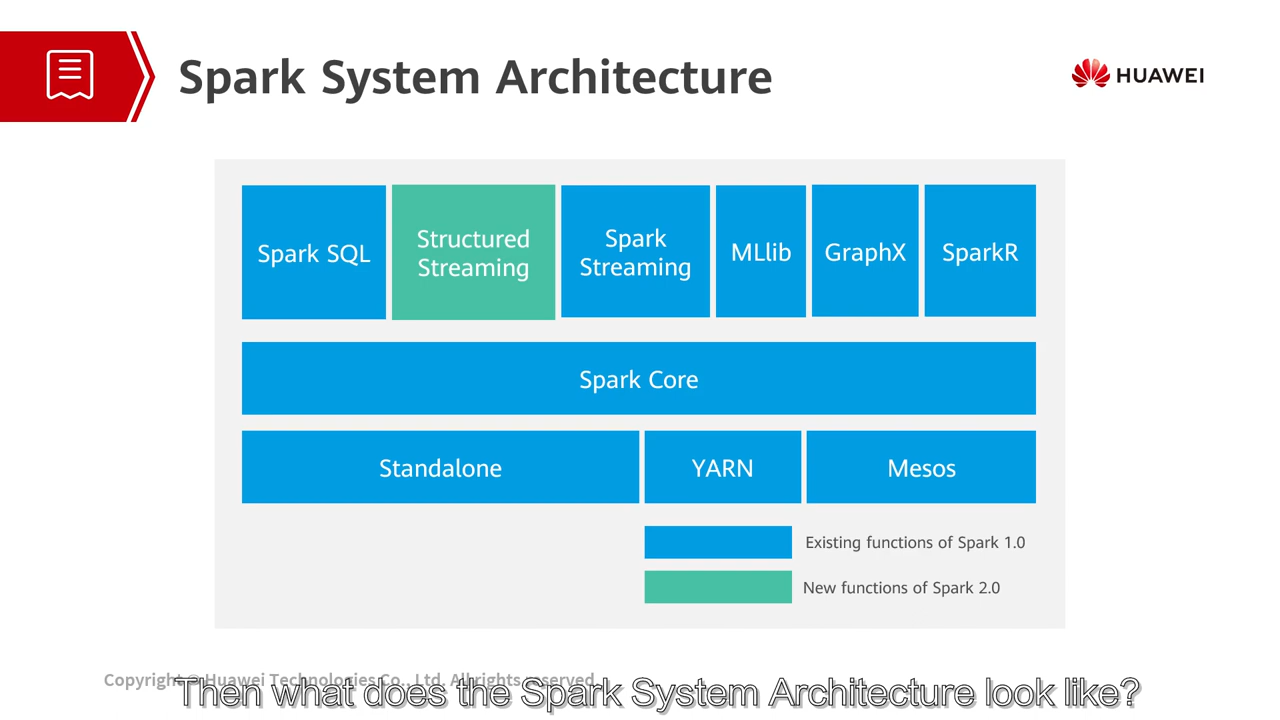 Spark System Architecture
HUAWEI
Spark SQL
Structured
Streaming
Spark
Streaming
MLlib
GraphX
SparkR
Spark Core
Standalone
YARN
Mesos
Existing functions of Spark 1.0
New functions of Spark 2.0
Copyright © Huawei Technologies Co., Ltd. All rights reserved.
Then what does the Spark System Architecture look like?